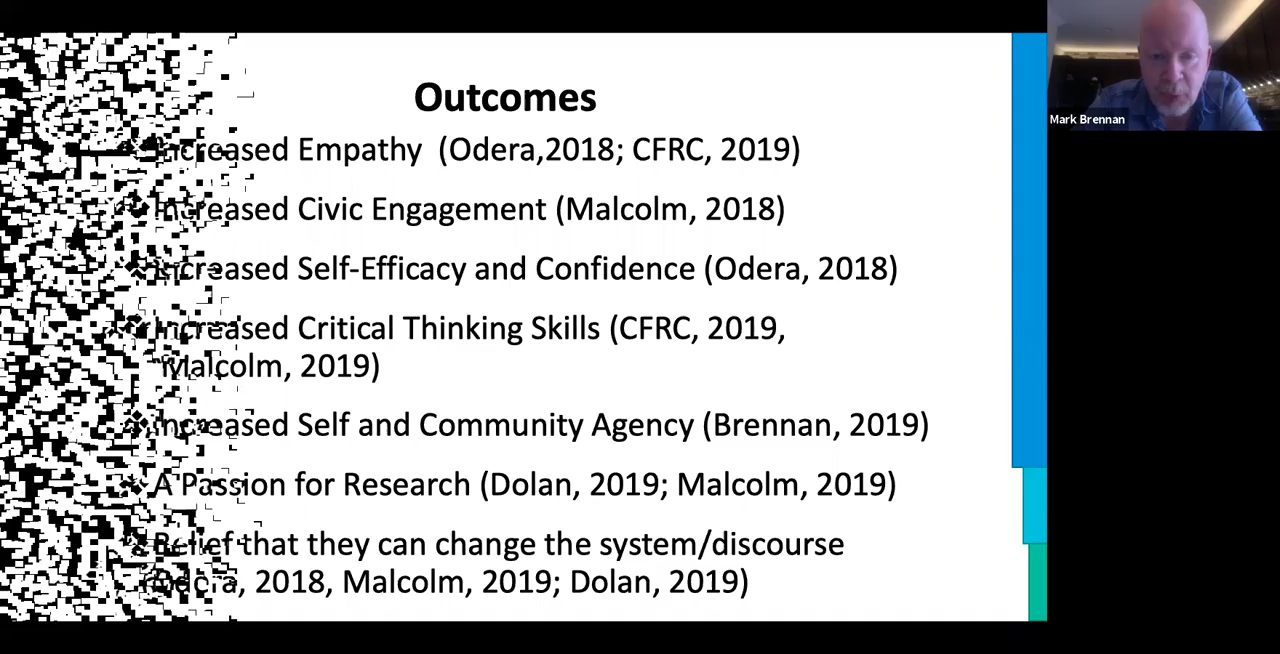 Outcomes
❖ Increased Empathy (Odera,2018; CFRC, 2019)
❖ Increased Civic Engagement (Malcolm, 2018)
❖ Increased Self-Efficacy and Confidence (Odera, 2018)
❖ Increased Critical Thinking Skills (CFRC, 2019,
Malcolm, 2019)
❖ Increased Self and Community Agency (Brennan, 2019)
❖ A Passion for Research (Dolan, 2019; Malcolm, 2019)
❖ Belief that they can change the system/discourse
(Odera, 2018, Malcolm, 2019; Dolan, 2019)
Mark Brennan